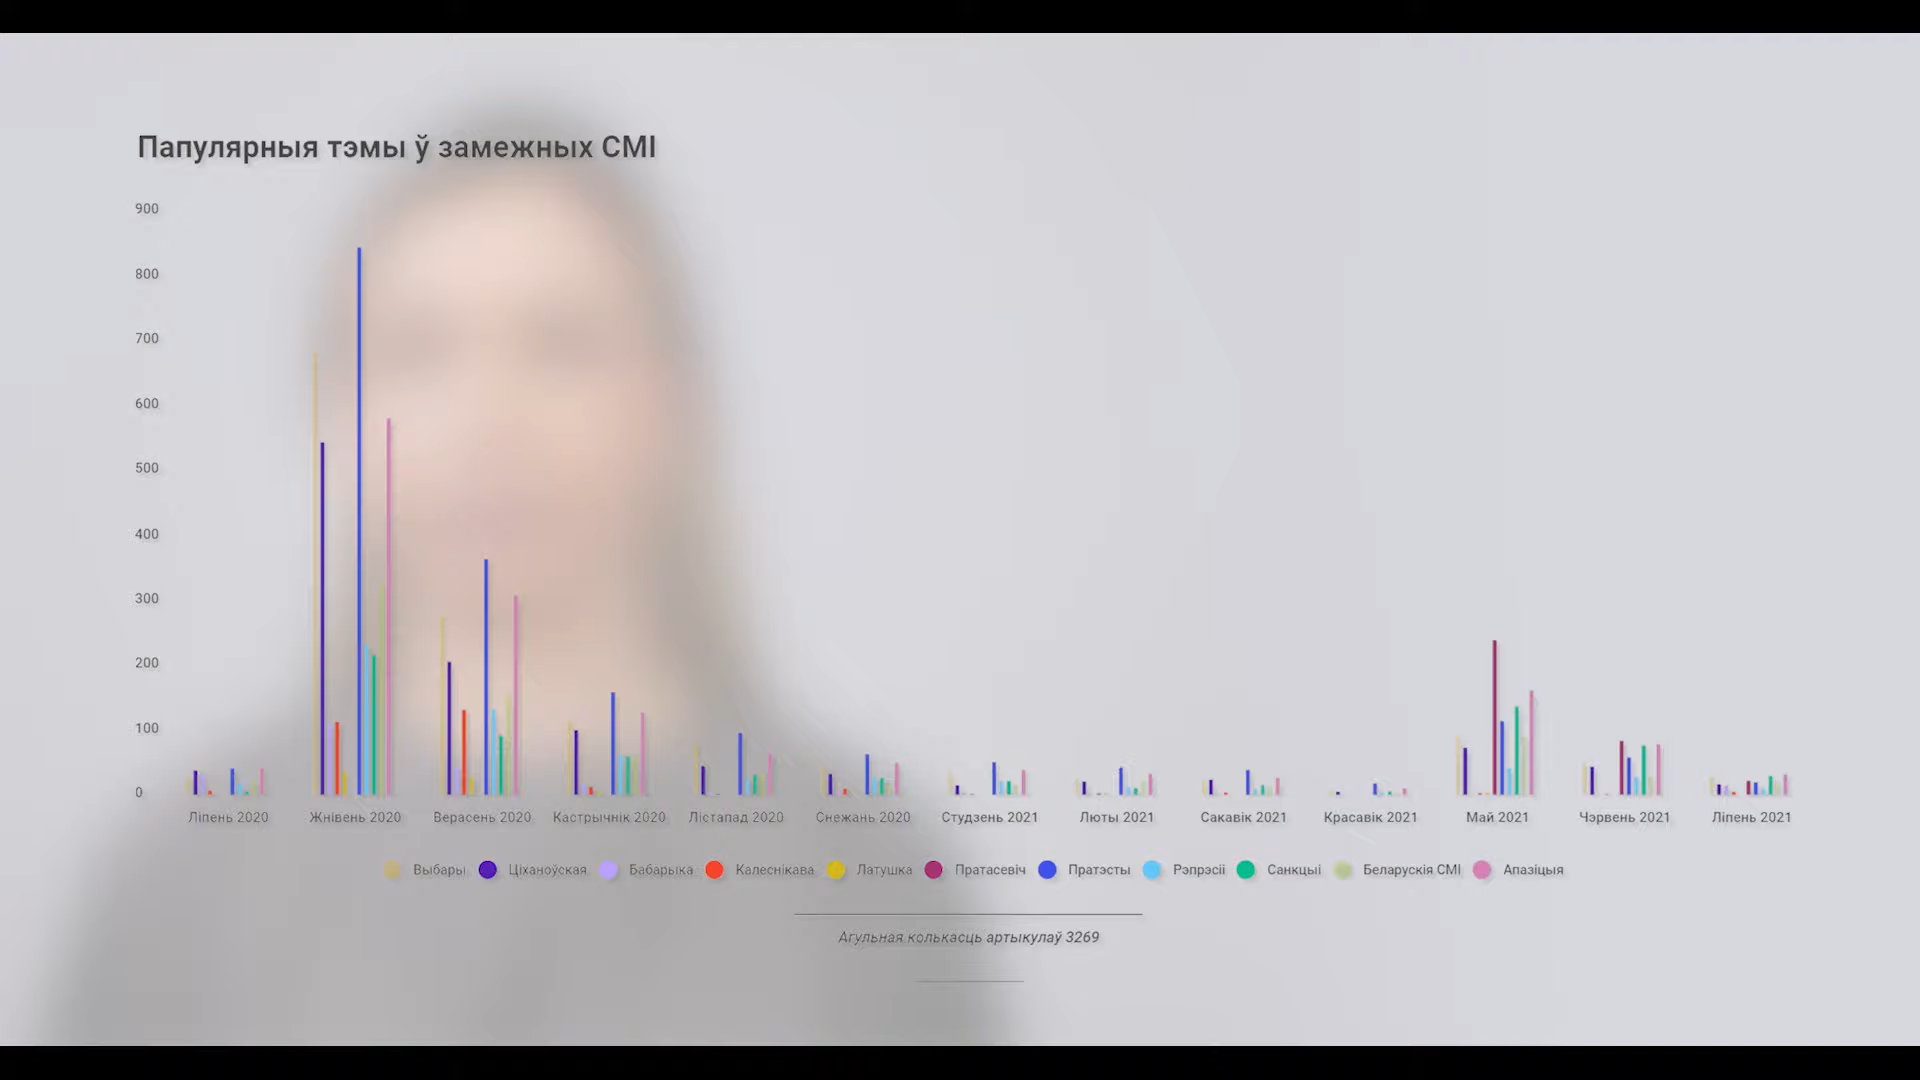 Папулярныя тэмы ў замежных СМІ
900
800
700
600
500
400
300
200
100
0
Ліпень 2020 Жнівень 2020 Верасень 2020 Кастрычнік 2020 Лістапад 2020 Снежань 2020 Студзень 2021 Люты 2021 Сакавік 2021 Красавік 2021 Май 2021 Чэрвень 2021 Ліпень 2021
Выбары Ціханоўская Бабарыка Калеснікава Латушка Пратасевіч Пратэсты Рэпрэсіі Санкцыі Беларускія СМІ Апазіцыя
Агульная колькасць артыкулаў 3269